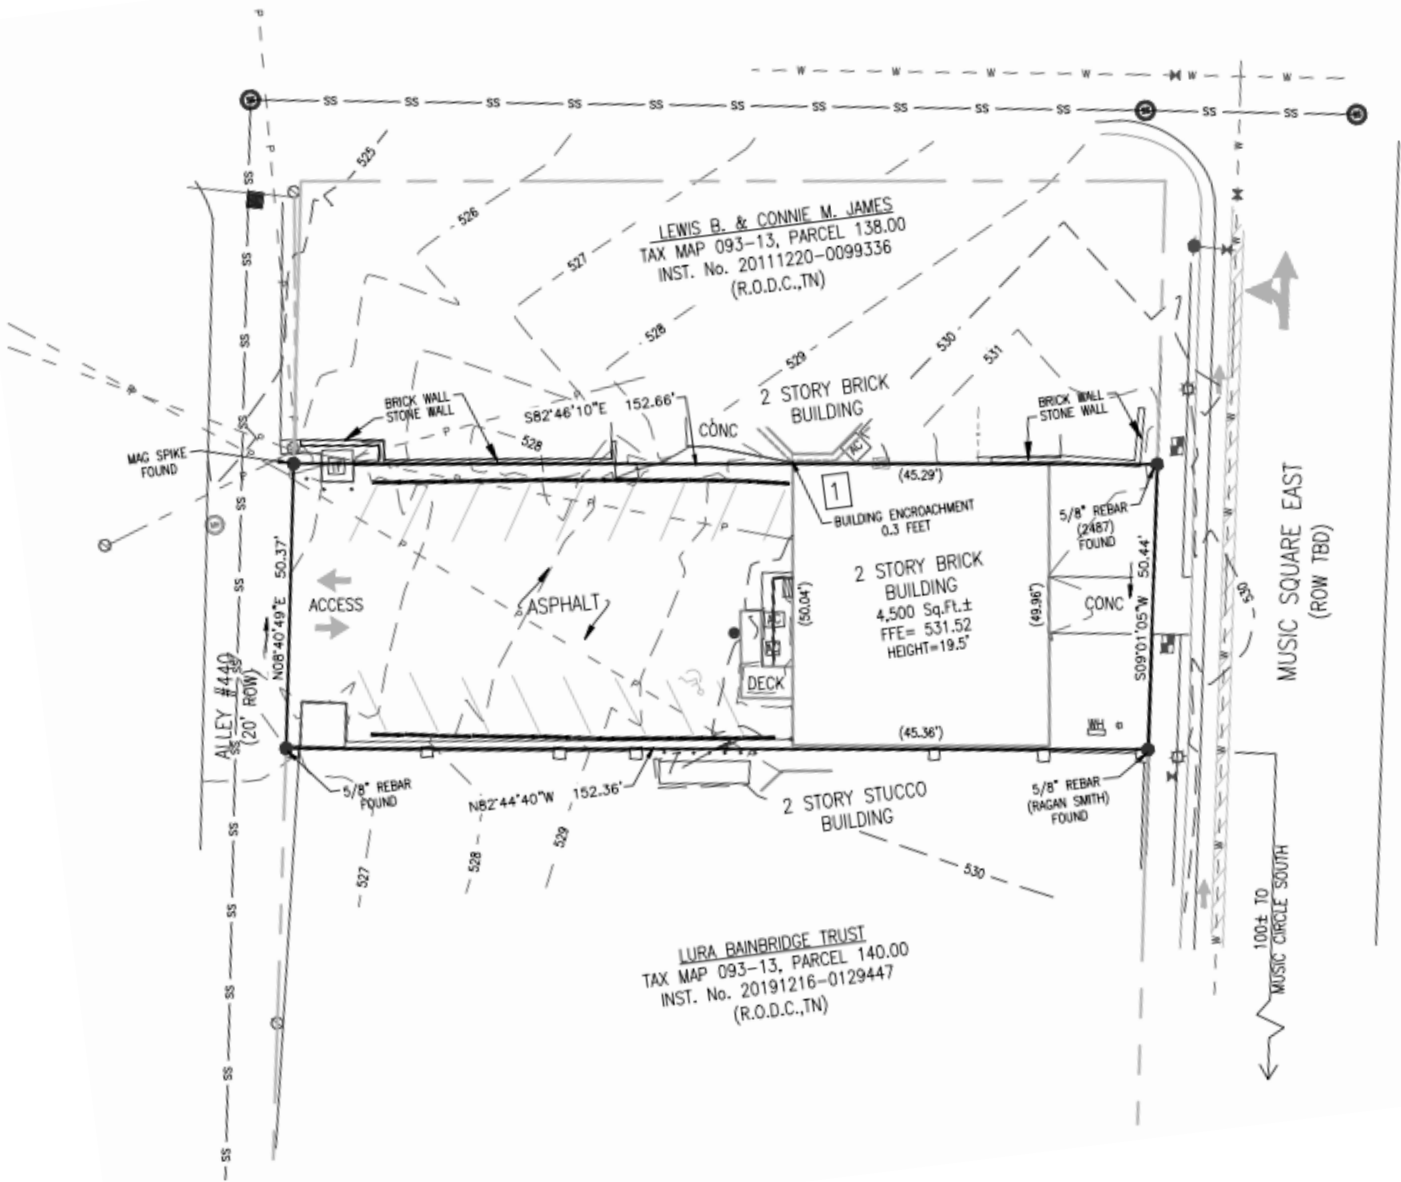 525
526
LEWIS B. & CONNIE M. JAMES
TAX MAP 093-13, PARCEL 138.00
INST. No. 20111220-0099336
(R.O.D.C.,TN)
527
528
529
530
531
BRICK WALL
STONE WALL
S82°46'10"E 152.66'
528
CONC
2 STORY BRICK
BUILDING
AC
BRICK WALL
STONE WALL
MAG SPIKE
FOUND
(45.29')
1
BUILDING ENCROACHMENT
0.3 FEET
5/8" REBAR
(2487)
FOUND
MUSIC SQUARE EAST
(ROW TBD)
N08°40'49"E 50.37'
ACCESS
ASPHALT
(50.04')
2 STORY BRICK
BUILDING
4,500 Sq.Ft.±
FFE= 531.52
HEIGHT=19.5'
(49.96')
CONC
S09°01'05"W 50.44'
530
DECK
ALLEY #440
(20' ROW)
(45.36')
WH
5/8" REBAR
FOUND
N82°44'40"W 152.36'
2 STORY STUCCO
BUILDING
5/8" REBAR
(RAGAN SMITH)
FOUND
527
528
529
530
100± TO
MUSIC CIRCLE SOUTH
LURA BAINBRIDGE TRUST
TAX MAP 093-13, PARCEL 140.00
INST. No. 20191216-0129447
(R.O.D.C.,TN)